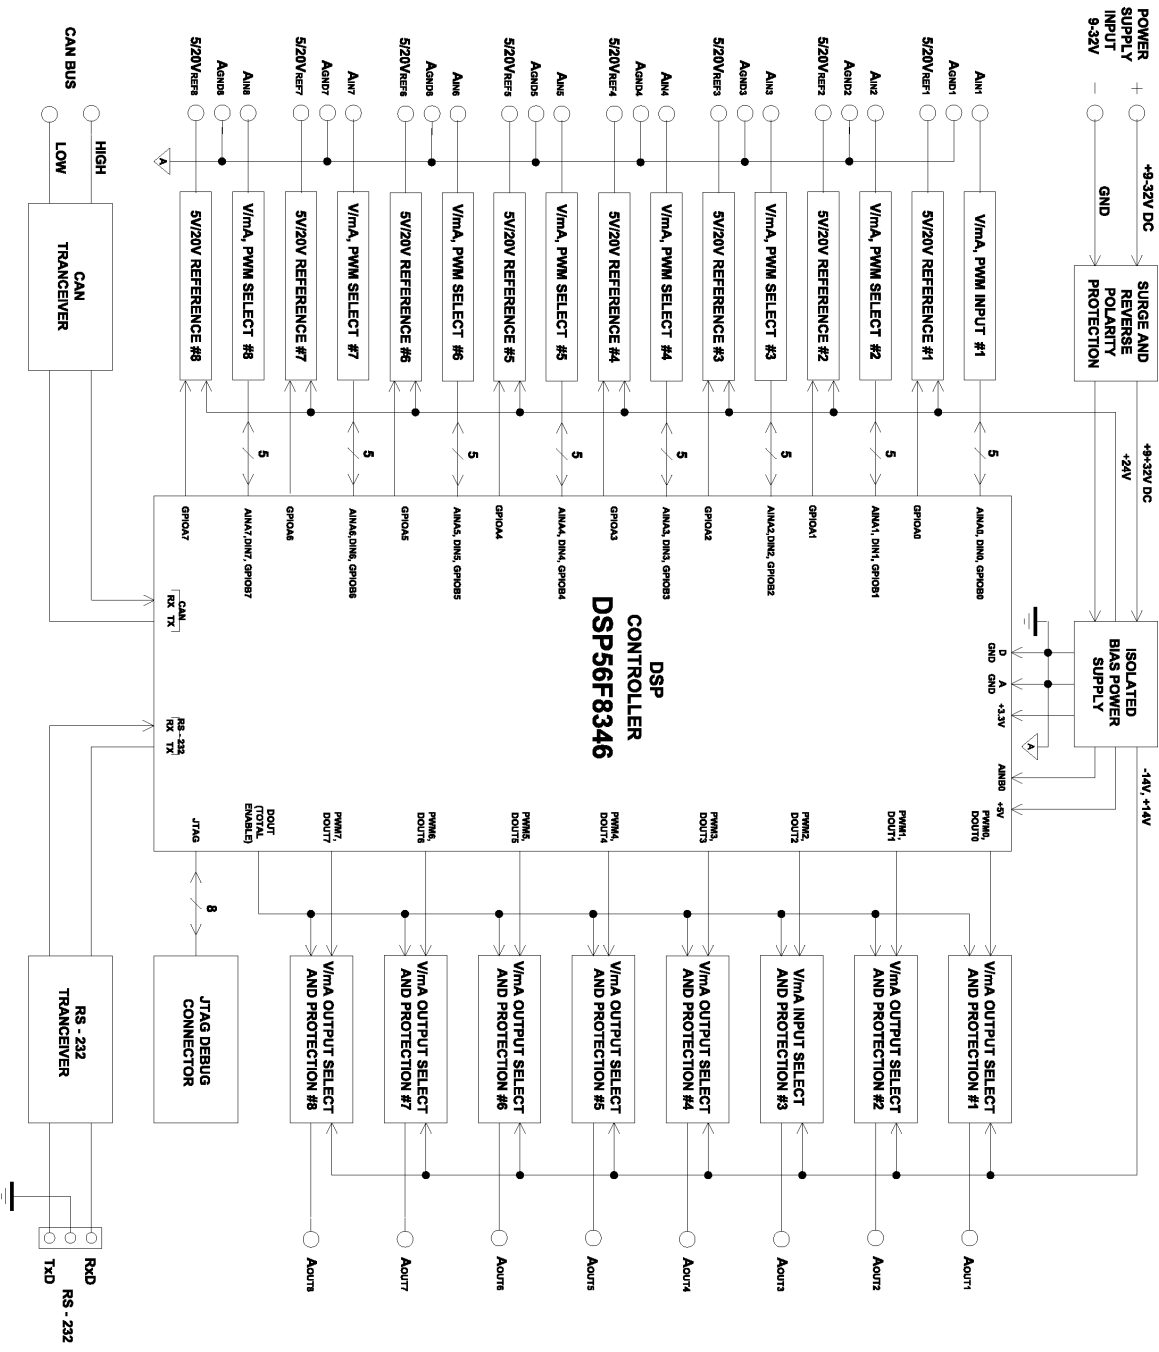 POWER
SUPPLY
INPUT
9-32V
+
-
+9-32V DC
GND
SURGE AND
REVERSE
POLARITY
PROTECTION
+9+32V DC
+24V
ISOLATED
BIAS POWER
SUPPLY
-14V, +14V
AIN1
AGND1
5/20VREF1
AIN2
AGND2
5/20VREF2
AIN3
AGND3
5/20VREF3
AIN4
AGND4
5/20VREF4
AIN5
AGND5
5/20VREF5
AIN6
AGND6
5/20VREF6
AIN7
AGND7
5/20VREF7
AIN8
AGND8
5/20VREF8
A
V/mA, PWM INPUT #1
5V/20V REFERENCE #1
V/mA, PWM SELECT #2
5V/20V REFERENCE #2
V/mA, PWM SELECT #3
5V/20V REFERENCE #3
V/mA, PWM SELECT #4
5V/20V REFERENCE #4
V/mA, PWM SELECT #5
5V/20V REFERENCE #5
V/mA, PWM SELECT #6
5V/20V REFERENCE #6
V/mA, PWM SELECT #7
5V/20V REFERENCE #7
V/mA, PWM SELECT #8
5V/20V REFERENCE #8
5
5
5
5
5
5
5
5
AINA0, DIN0, GPIOB0
GPIOA0
AINA1, DIN1, GPIOB1
GPIOA1
AINA2,DIN2, GPIOB2
GPIOA2
AINA3, DIN3, GPIOB3
GPIOA3
AINA4, DIN4, GPIOB4
GPIOA4
AINA5, DIN5, GPIOB5
GPIOA5
AINA6,DIN6, GPIOB6
GPIOA6
AINA7,DIN7, GPIOB7
GPIOA7
D
GND
A
GND
+3.3V
A
AINB0
+5V
DSP
CONTROLLER
DSP56F8346
CAN
RX TX
RS - 232
RX TX
PWM0,
DOUT0
PWM1,
DOUT1
PWM2,
DOUT2
PWM3,
DOUT3
PWM4,
DOUT4
PWM5,
DOUT5
PWM6,
DOUT6
PWM7,
DOUT7
DOUT
(TOTAL
ENABLE)
JTAG
8
V/mA OUTPUT SELECT
AND PROTECTION #1
V/mA OUTPUT SELECT
AND PROTECTION #2
V/mA INPUT SELECT
AND PROTECTION #3
V/mA OUTPUT SELECT
AND PROTECTION #4
V/mA OUTPUT SELECT
AND PROTECTION #5
V/mA OUTPUT SELECT
AND PROTECTION #6
V/mA OUTPUT SELECT
AND PROTECTION #7
V/mA OUTPUT SELECT
AND PROTECTION #8
JTAG DEBUG
CONNECTOR
AOUT1
AOUT2
AOUT3
AOUT4
AOUT5
AOUT6
AOUT7
AOUT8
CAN BUS
HIGH
LOW
CAN
TRANCEIVER
RS - 232
TRANCEIVER
RxD
TxD
RS - 232